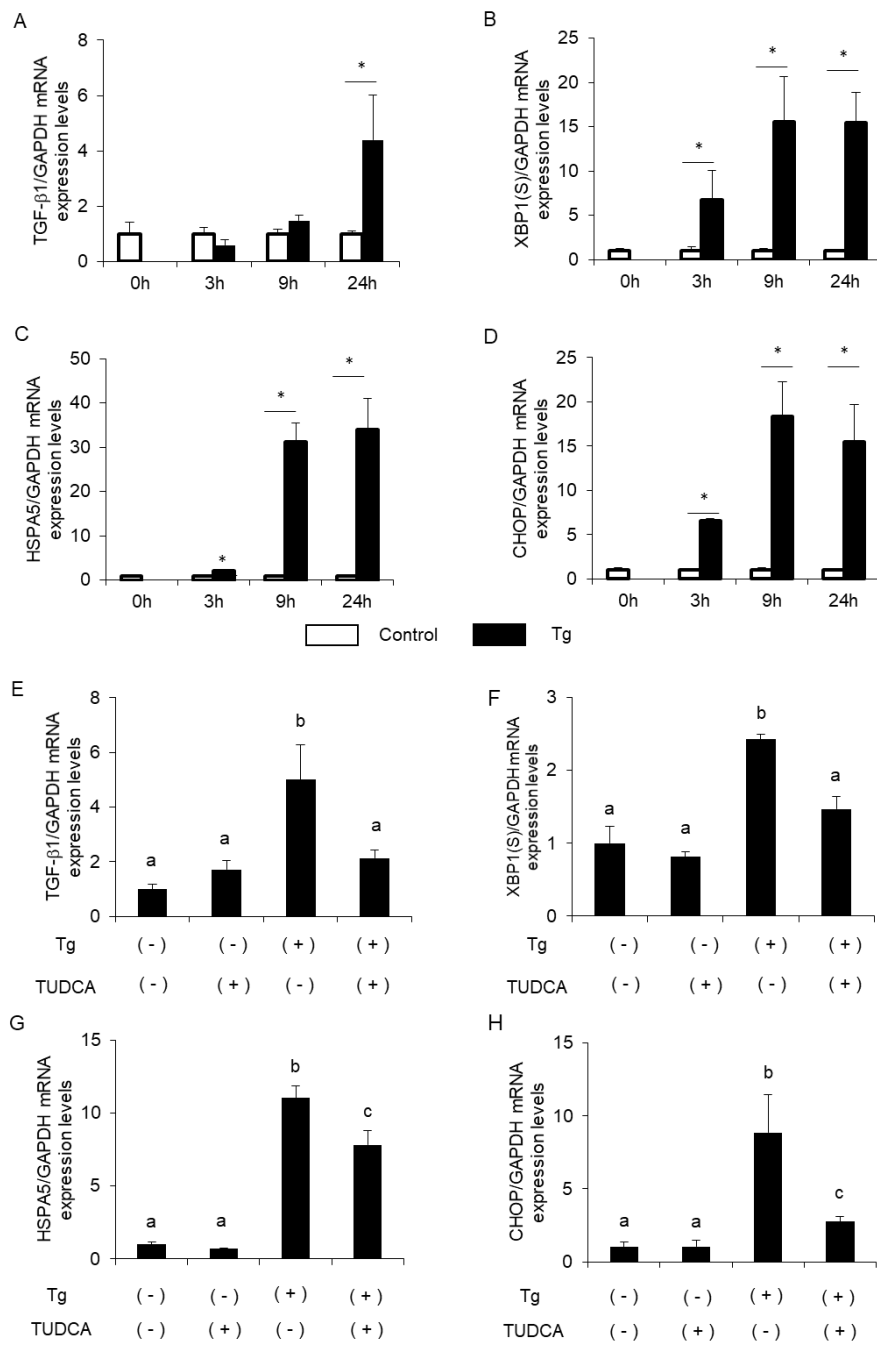 A
TGF-β1/GAPDH mRNA
expression levels
8
6
4
2
0
*
0h 3h 9h 24h
B
XBP1(S)/GAPDH mRNA
expression levels
25
20
15
10
5
0
* * *
0h 3h 9h 24h
C
HSPA5/GAPDH mRNA
expression levels
50
40
30
20
10
0
* * *
0h 3h 9h 24h
D
CHOP/GAPDH mRNA
expression levels
25
20
15
10
5
0
* * *
0h 3h 9h 24h
Control Tg
E
TGF-β1/GAPDH mRNA
expression levels
8
6
4
2
0
a a b a
Tg (-) (-) (+) (+)
TUDCA (-) (+) (-) (+)
F
XBP1(S)/GAPDH mRNA
expression levels
3
2
1
0
a a b a
Tg (-) (-) (+) (+)
TUDCA (-) (+) (-) (+)
G
HSPA5/GAPDH mRNA
expression levels
15
10
5
0
a a b c
Tg (-) (-) (+) (+)
TUDCA (-) (+) (-) (+)
H
CHOP/GAPDH mRNA
expression levels
15
10
5
0
a a b c
Tg (-) (-) (+) (+)
TUDCA (-) (+) (-) (+)